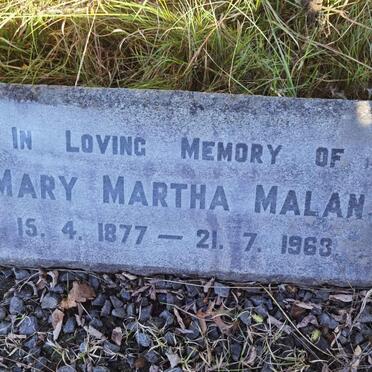 IN LOVING MEMORY OF
MARY MARTHA MALAN
15. 4. 1877 — 21. 7. 1963